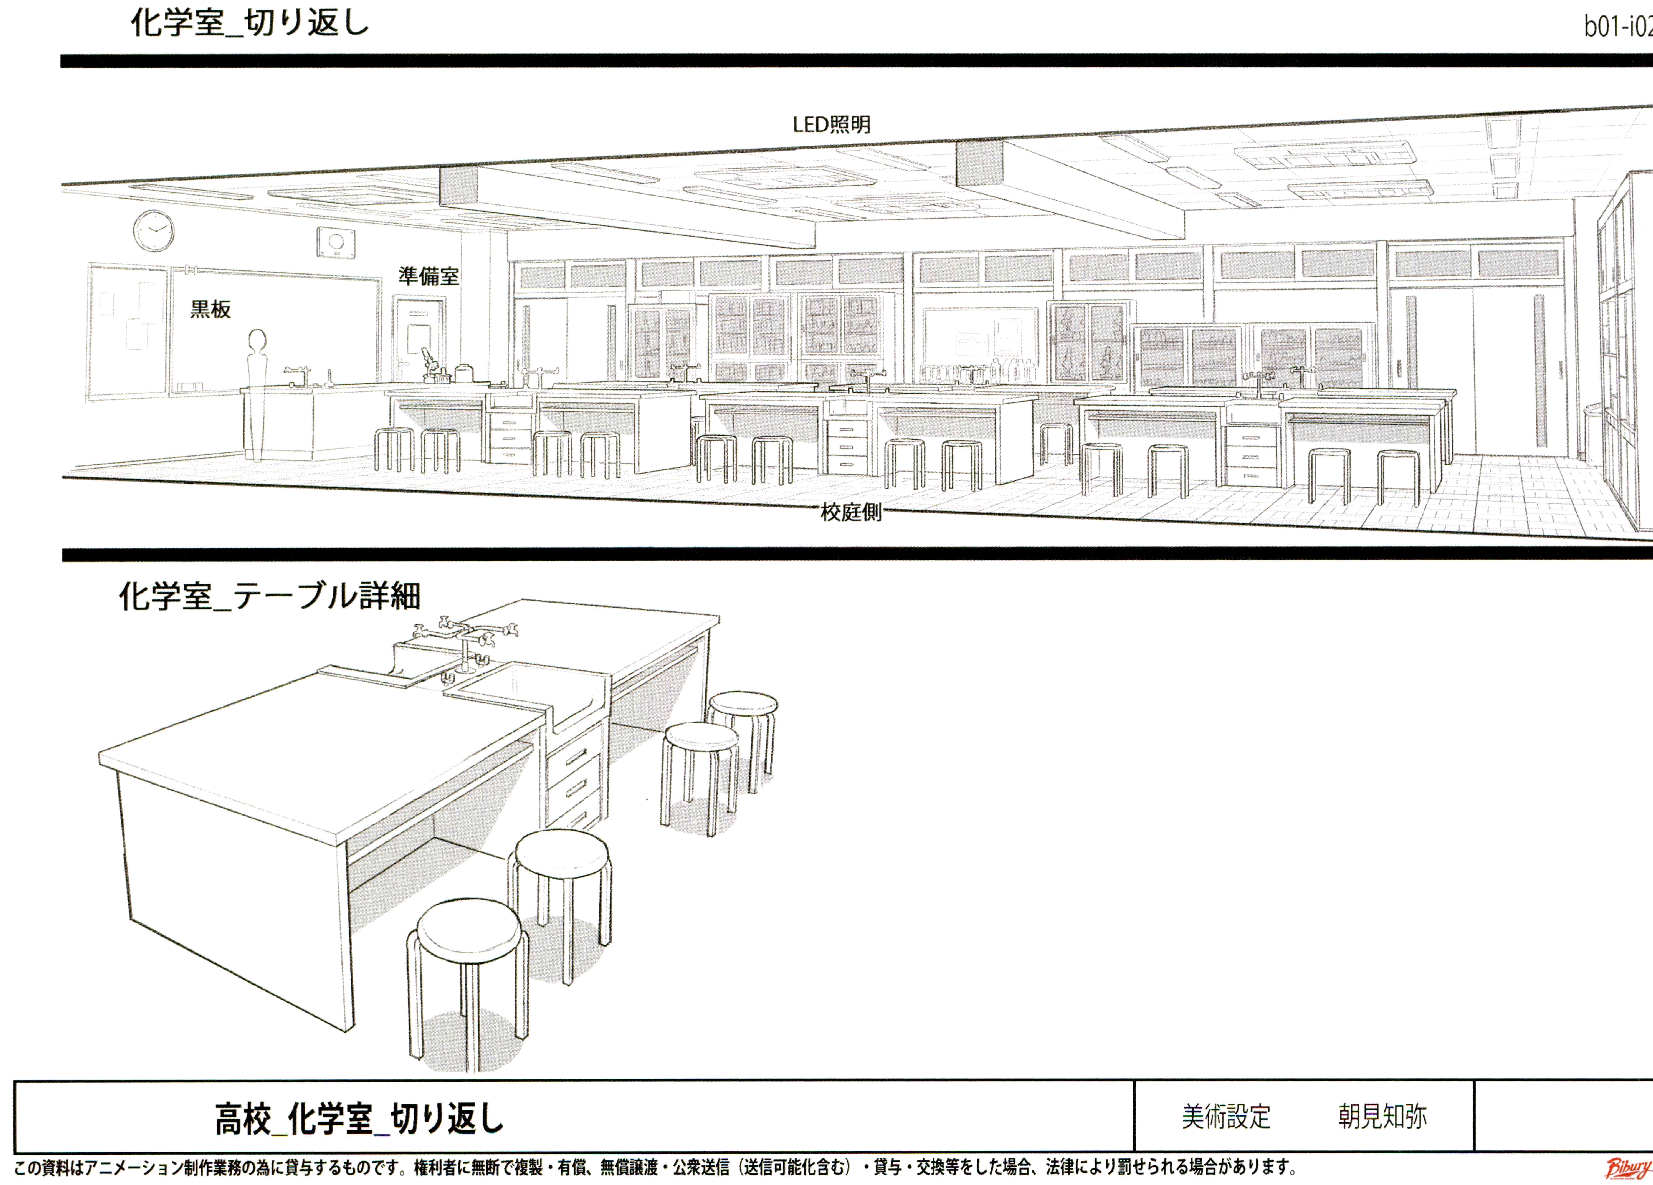 化学室_切り返し
b01-i02
LED照明
準備室
黒板
校庭側
化学室_テーブル詳細
高校_化学室_切り返し
美術設定 朝見知弥
この資料はアニメーション制作業務の為に貸与するものです。権利者に無断で複製・有償、無償譲渡・公衆送信（送信可能化含む）・貸与・交換等をした場合、法律により罰せられる場合があります。
Bibury